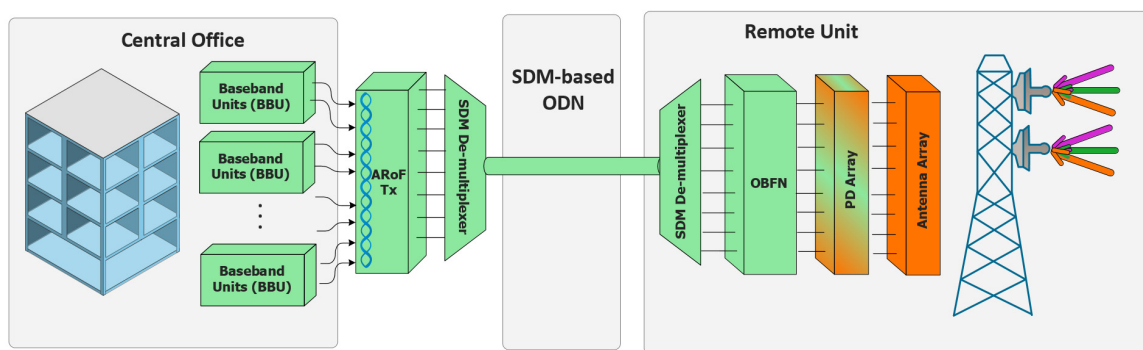 Central Office
Baseband
Units (BBU)
Baseband
Units (BBU)
Baseband
Units (BBU)
ARoF
Tx
SDM De-multiplexer
SDM-based
ODN
Remote Unit
SDM De-multiplexer
OBFN
PD Array
Antenna Array